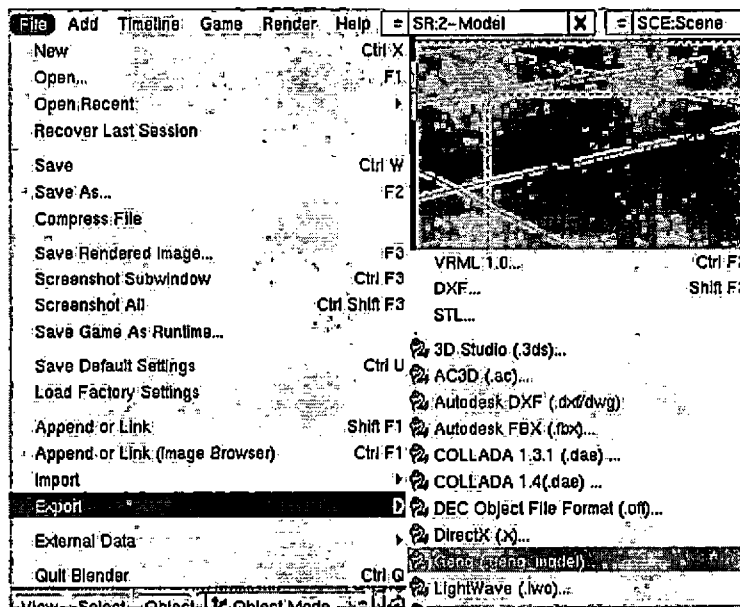 File Add Timeline Game Render Help SR:2-Model X SCE:Scene
New Ctrl X
Open... F1
Open Recent
Recover Last Session
Save Ctrl W
Save As... F2
Compress File
Save Rendered Image... F3
Screenshot Subwindow Ctrl F3
Screenshot All Ctrl Shift F3
Save Game As Runtime...
Save Default Settings Ctrl U
Load Factory Settings
Append or Link Shift F1
Append or Link (Image Browser) Ctrl F1
Import
Export
External Data
Quit Blender Ctrl Q
VRML 1.0... Ctrl
DXF... Shift
STL...
3D Studio (.3ds)...
AC3D (.ac)...
Autodesk DXF (.dxf/dwg)
Autodesk FBX (.fbx)...
COLLADA 1.3.1 (.dae) ...
COLLADA 1.4(.dae) ...
DEC Object File Format (.off)...
DirectX (.x)...
model)
LightWave (.lwo)...
View Select Object Object Mode